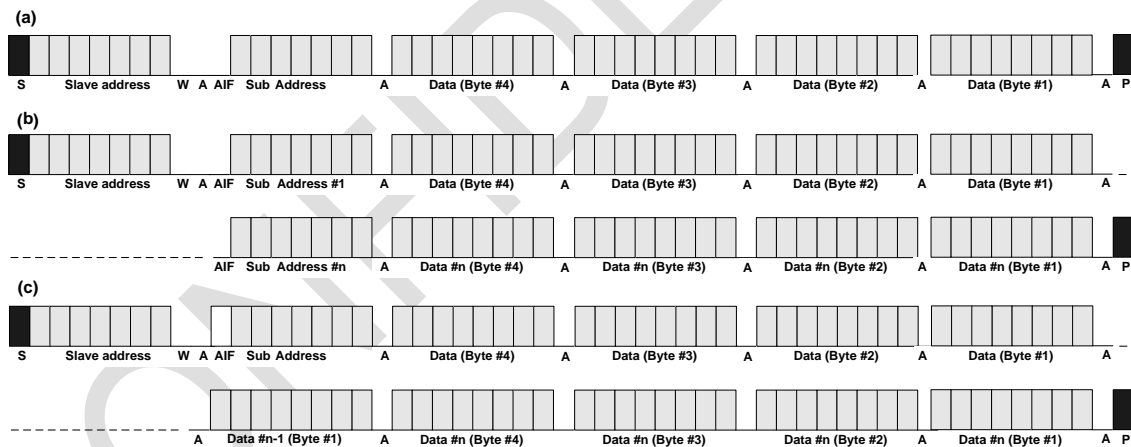 (a)
S Slave address W A AIF Sub Address A Data (Byte #4) A Data (Byte #3) A Data (Byte #2) A Data (Byte #1) A P
(b)
S Slave address W A AIF Sub Address #1 A Data (Byte #4) A Data (Byte #3) A Data (Byte #2) A Data (Byte #1) A
AIF Sub Address #n A Data #n (Byte #4) A Data #n (Byte #3) A Data #n (Byte #2) A Data #n (Byte #1) A P
(c)
S Slave address W A AIF Sub Address A Data (Byte #4) A Data (Byte #3) A Data (Byte #2) A Data (Byte #1) A
A Data #n-1 (Byte #1) A Data #n (Byte #4) A Data #n (Byte #3) A Data #n (Byte #2) A Data #n (Byte #1) A P